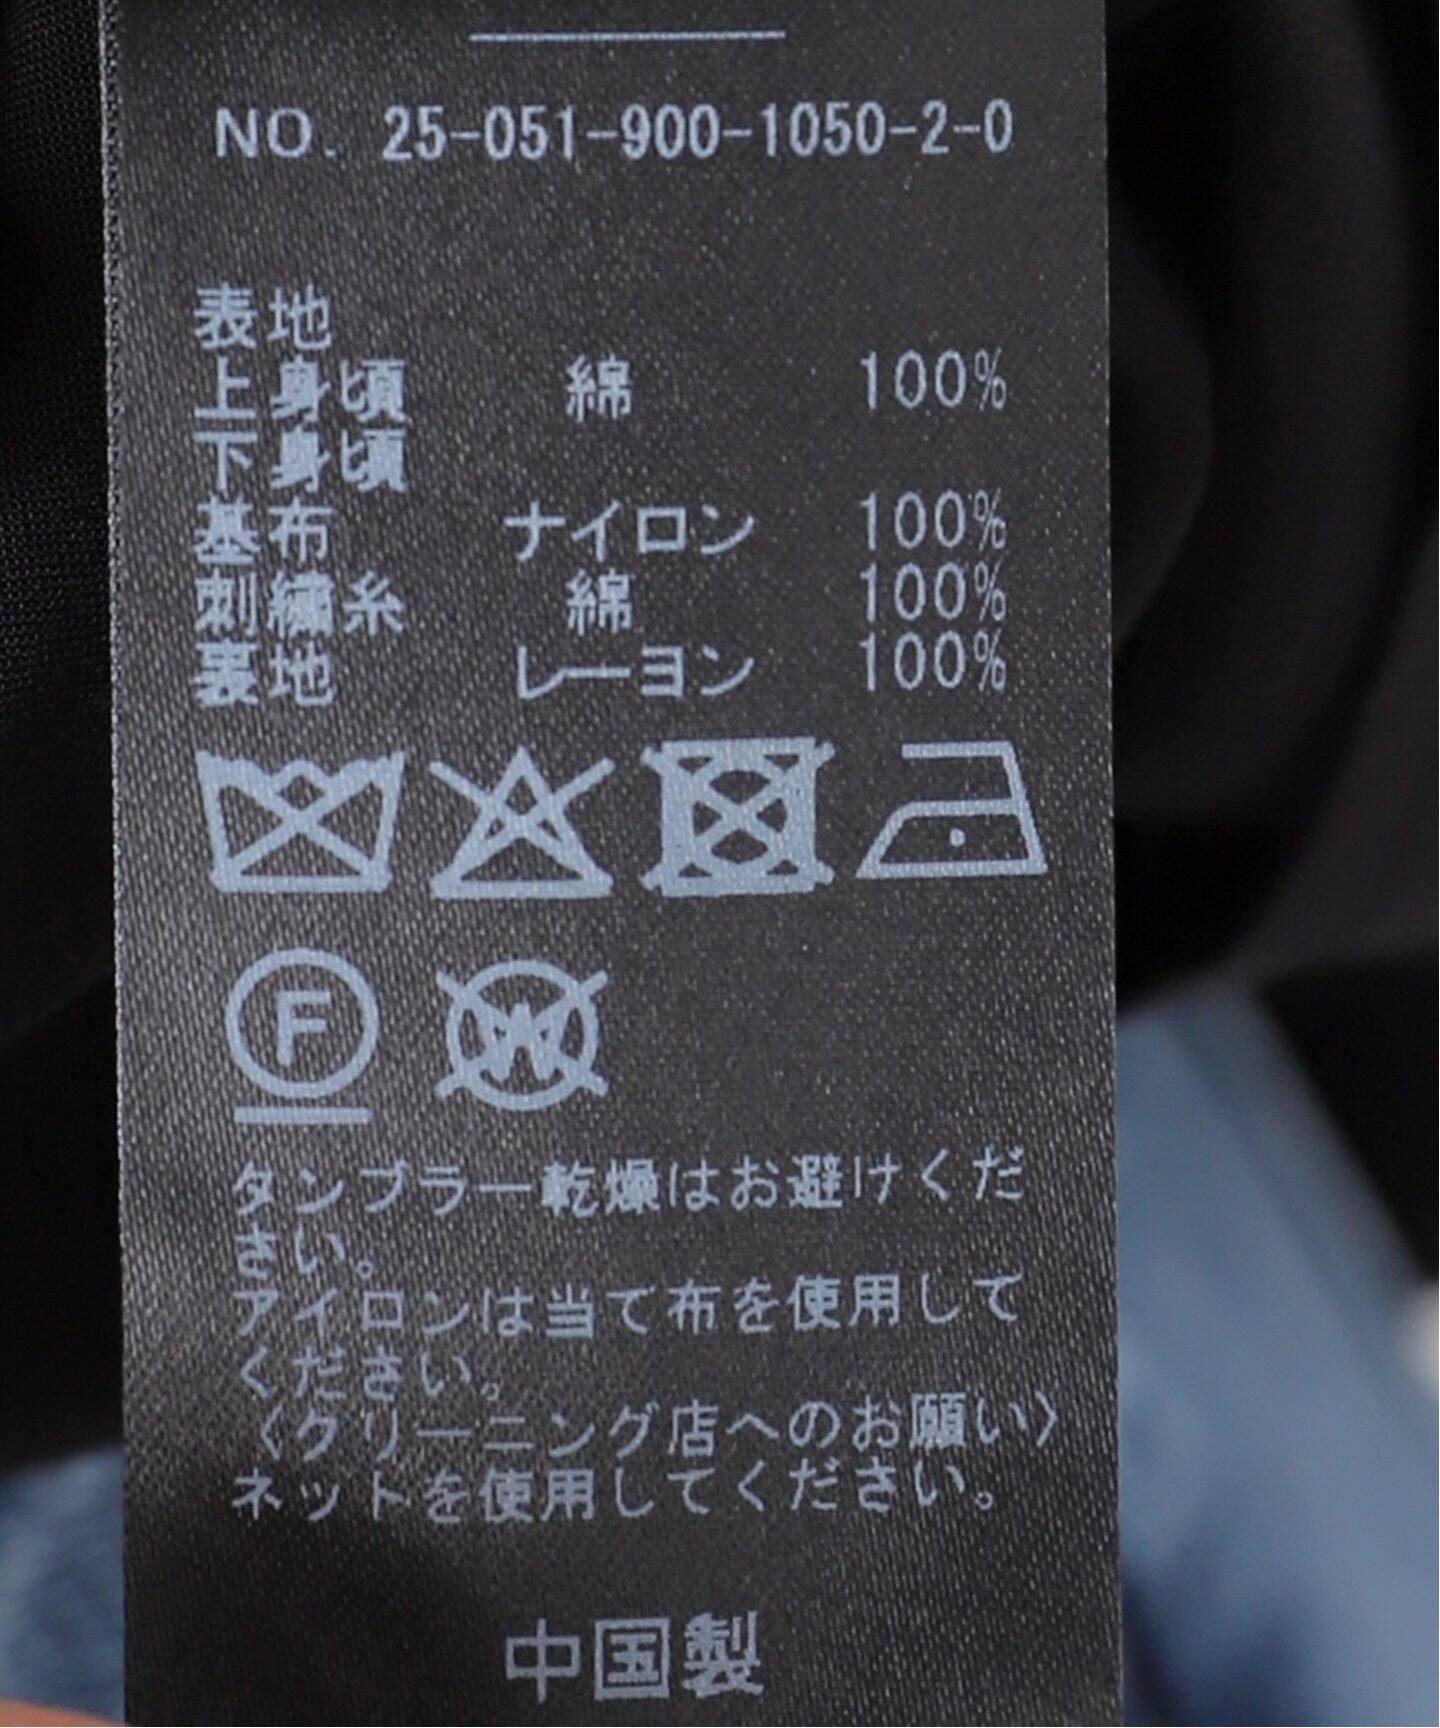 NO. 25-051-900-1050-2-0
表地
上身頃 綿 100%
下身頃
基布 ナイロン 100%
刺繍糸 綿 100%
裏地 レーヨン 100%
F
W
タンブラー乾燥はお避けくだ
さい。
アイロンは当て布を使用して
ください。
〈クリーニング店へのお願い〉
ネットを使用してください。
中国製